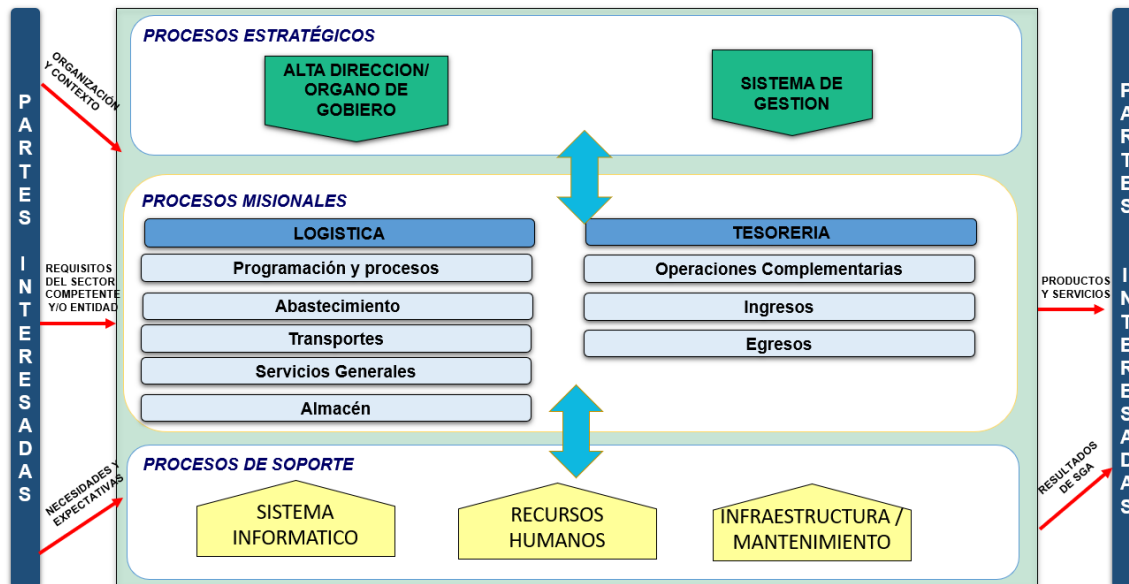 PARTES INTERESADAS
ORGANIZACIÓN
Y CONTEXTO
REQUISITOS
DEL SECTOR
COMPETENTE
Y/O ENTIDAD
NECESIDADES Y
EXPECTATIVAS
PROCESOS ESTRATÉGICOS
ALTA DIRECCION/
ORGANO DE
GOBIERO
SISTEMA DE
GESTION
PROCESOS MISIONALES
LOGISTICA
Programación y procesos
Abastecimiento
Transportes
Servicios Generales
Almacén
TESORERIA
Operaciones Complementarias
Ingresos
Egresos
PROCESOS DE SOPORTE
SISTEMA
INFORMATICO
RECURSOS
HUMANOS
INFRAESTRUCTURA /
MANTENIMIENTO
PRODUCTOS
Y SERVICIOS
RESULTADOS
DE SGA
PARTES INTERESADAS